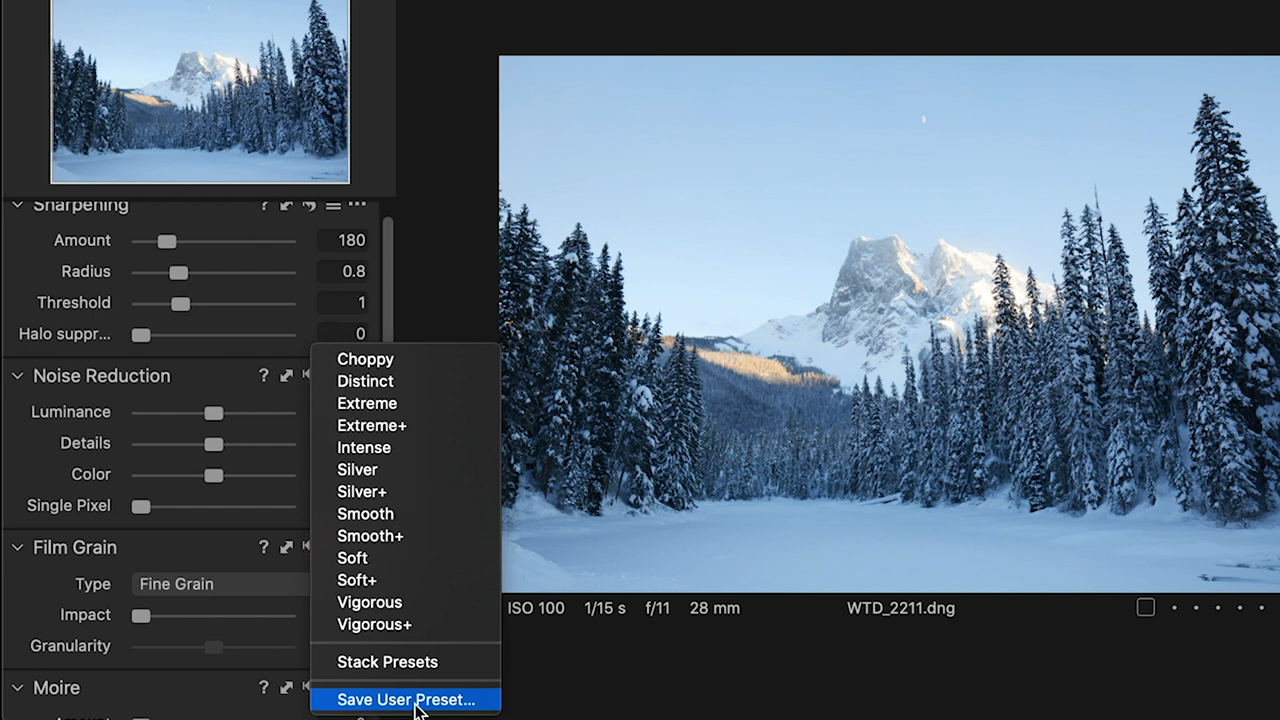 Sharpening ?
Amount 180
Radius 0.8
Threshold 1
Halo suppr... 0
Noise Reduction ?
Luminance
Details
Color
Single Pixel
Film Grain ?
Type Fine Grain
Impact
Granularity
Moire ?
Choppy
Distinct
Extreme
Extreme+
Intense
Silver
Silver+
Smooth
Smooth+
Soft
Soft+
Vigorous
Vigorous+
Stack Presets
Save User Preset...
ISO 100 1/15 s f/11 28 mm WTD_2211.dng